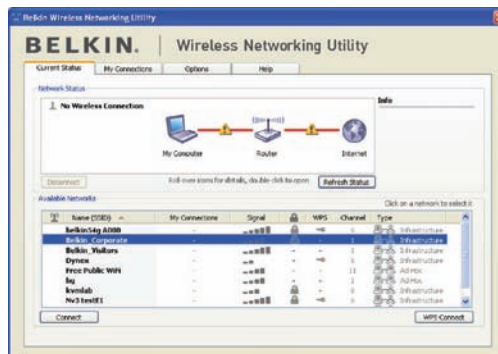 Belkin Wireless Networking Utility
BELKIN. | Wireless Networking Utility
Current Status My Connections Options Help
Network Status
No Wireless Connection
Info
My Computer Router Internet
Disconnect Roll over icons for details, double click to open Refresh Status
Available Networks
Click on a network to select it
Name (SSID) My Connections Signal WPS Channel Type
belkin54g A000 - - Infrastructure
Belkin_Corporate - - Infrastructure
Belkin_Visitors - - Infrastructure
Dynex - Infrastructure
Free Public WiFi - - 11 Ad Hoc
hg - - Ad Hoc
kvmlab - - Infrastructure
Nv3 testE1 - Infrastructure
Connect WPS Connect